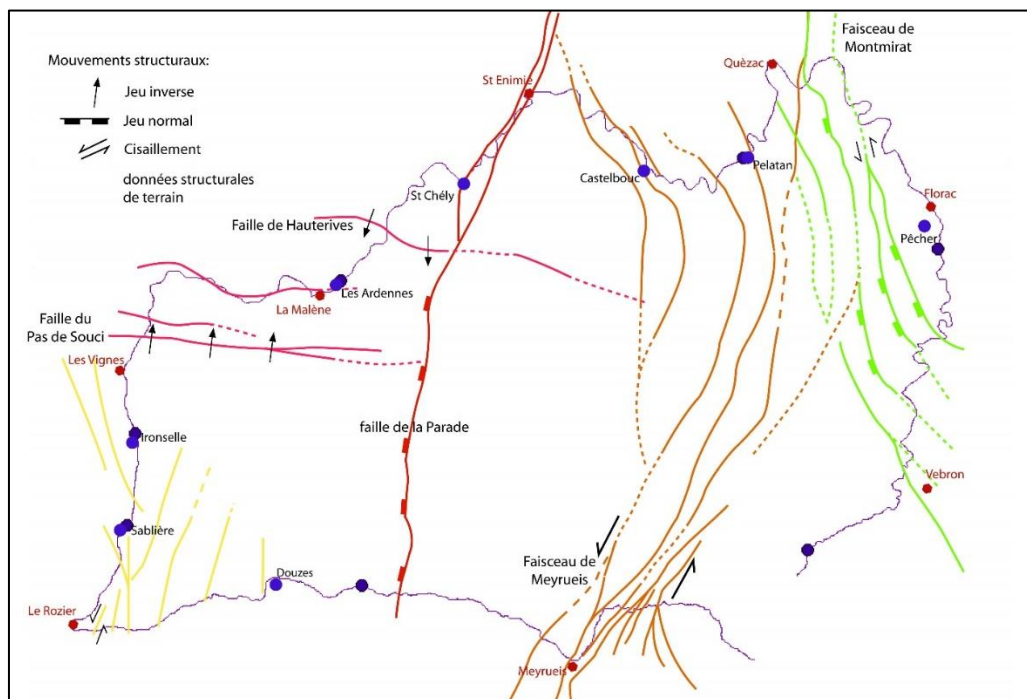 Mouvements structuraux:
Jeu inverse
Jeu normal
Cisaillement
données structurales
de terrain
Faisceau de
Montmirat
Quèzac
St Enimie
Castelbouc
Pelatan
St Chély
Florac
Pêcher
Faille de Hauterives
Les Ardennes
La Malène
Faille du
Pas de Souci
Les Vignes
faille de la Parade
Ironselle
Vebron
Sablière
Faisceau de
Meyrueis
Douzes
Le Rozier
Meyrueis